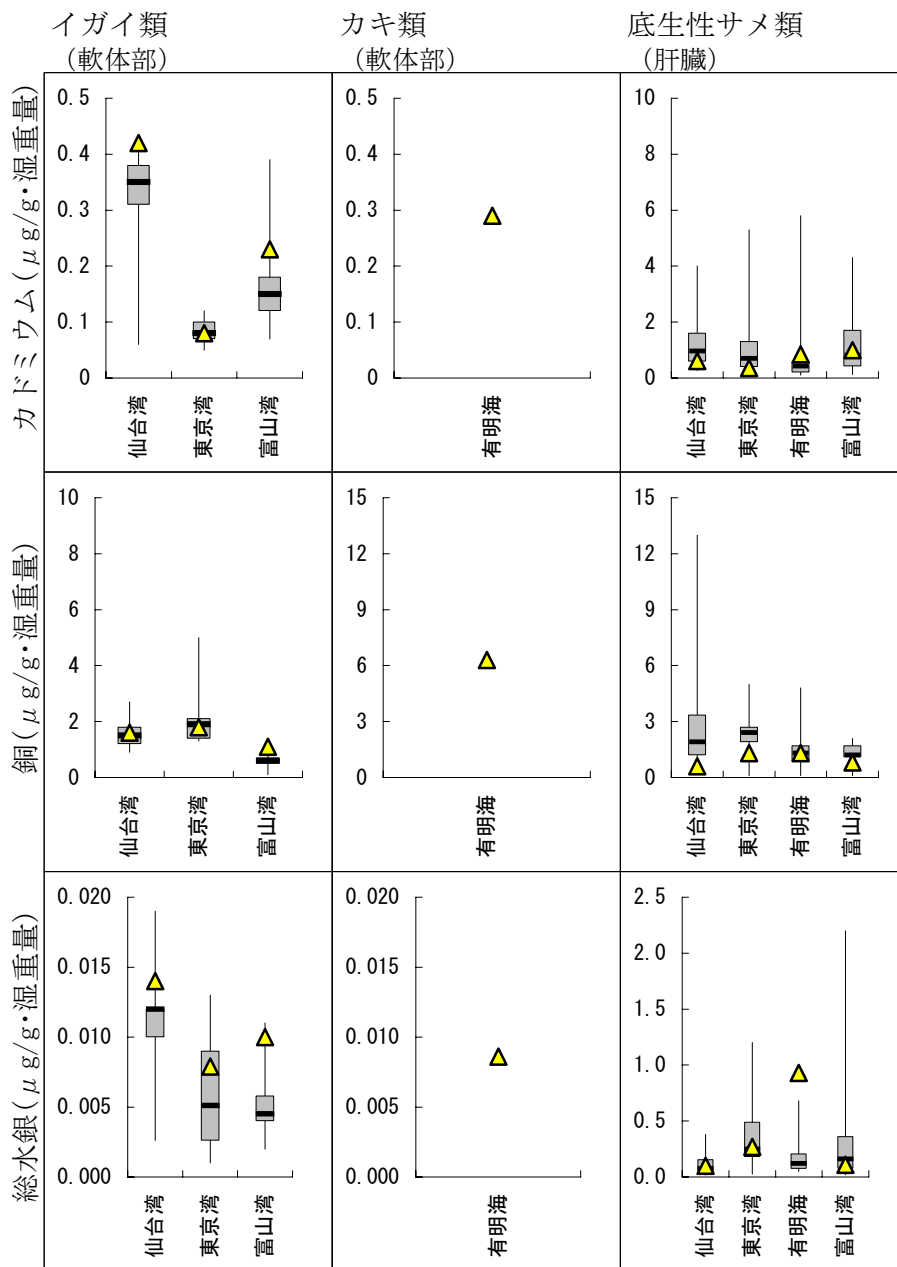 イガイ類
(軟体部)
カキ類
(軟体部)
底生性サメ類
(肝臓)
カドミウム(μg/g・湿重量)
0.5
0.4
0.3
0.2
0.1
0
仙台湾
東京湾
富山湾
0.5
0.4
0.3
0.2
0.1
0
有明海
10
8
6
4
2
0
仙台湾
東京湾
有明海
富山湾
銅(μg/g・湿重量)
10
8
6
4
2
0
仙台湾
東京湾
富山湾
15
12
9
6
3
0
有明海
15
12
9
6
3
0
仙台湾
東京湾
有明海
富山湾
総水銀(μg/g・湿重量)
0.020
0.015
0.010
0.005
0.000
仙台湾
東京湾
富山湾
0.020
0.015
0.010
0.005
0.000
有明海
2.5
2.0
1.5
1.0
0.5
0.0
仙台湾
東京湾
有明海
富山湾